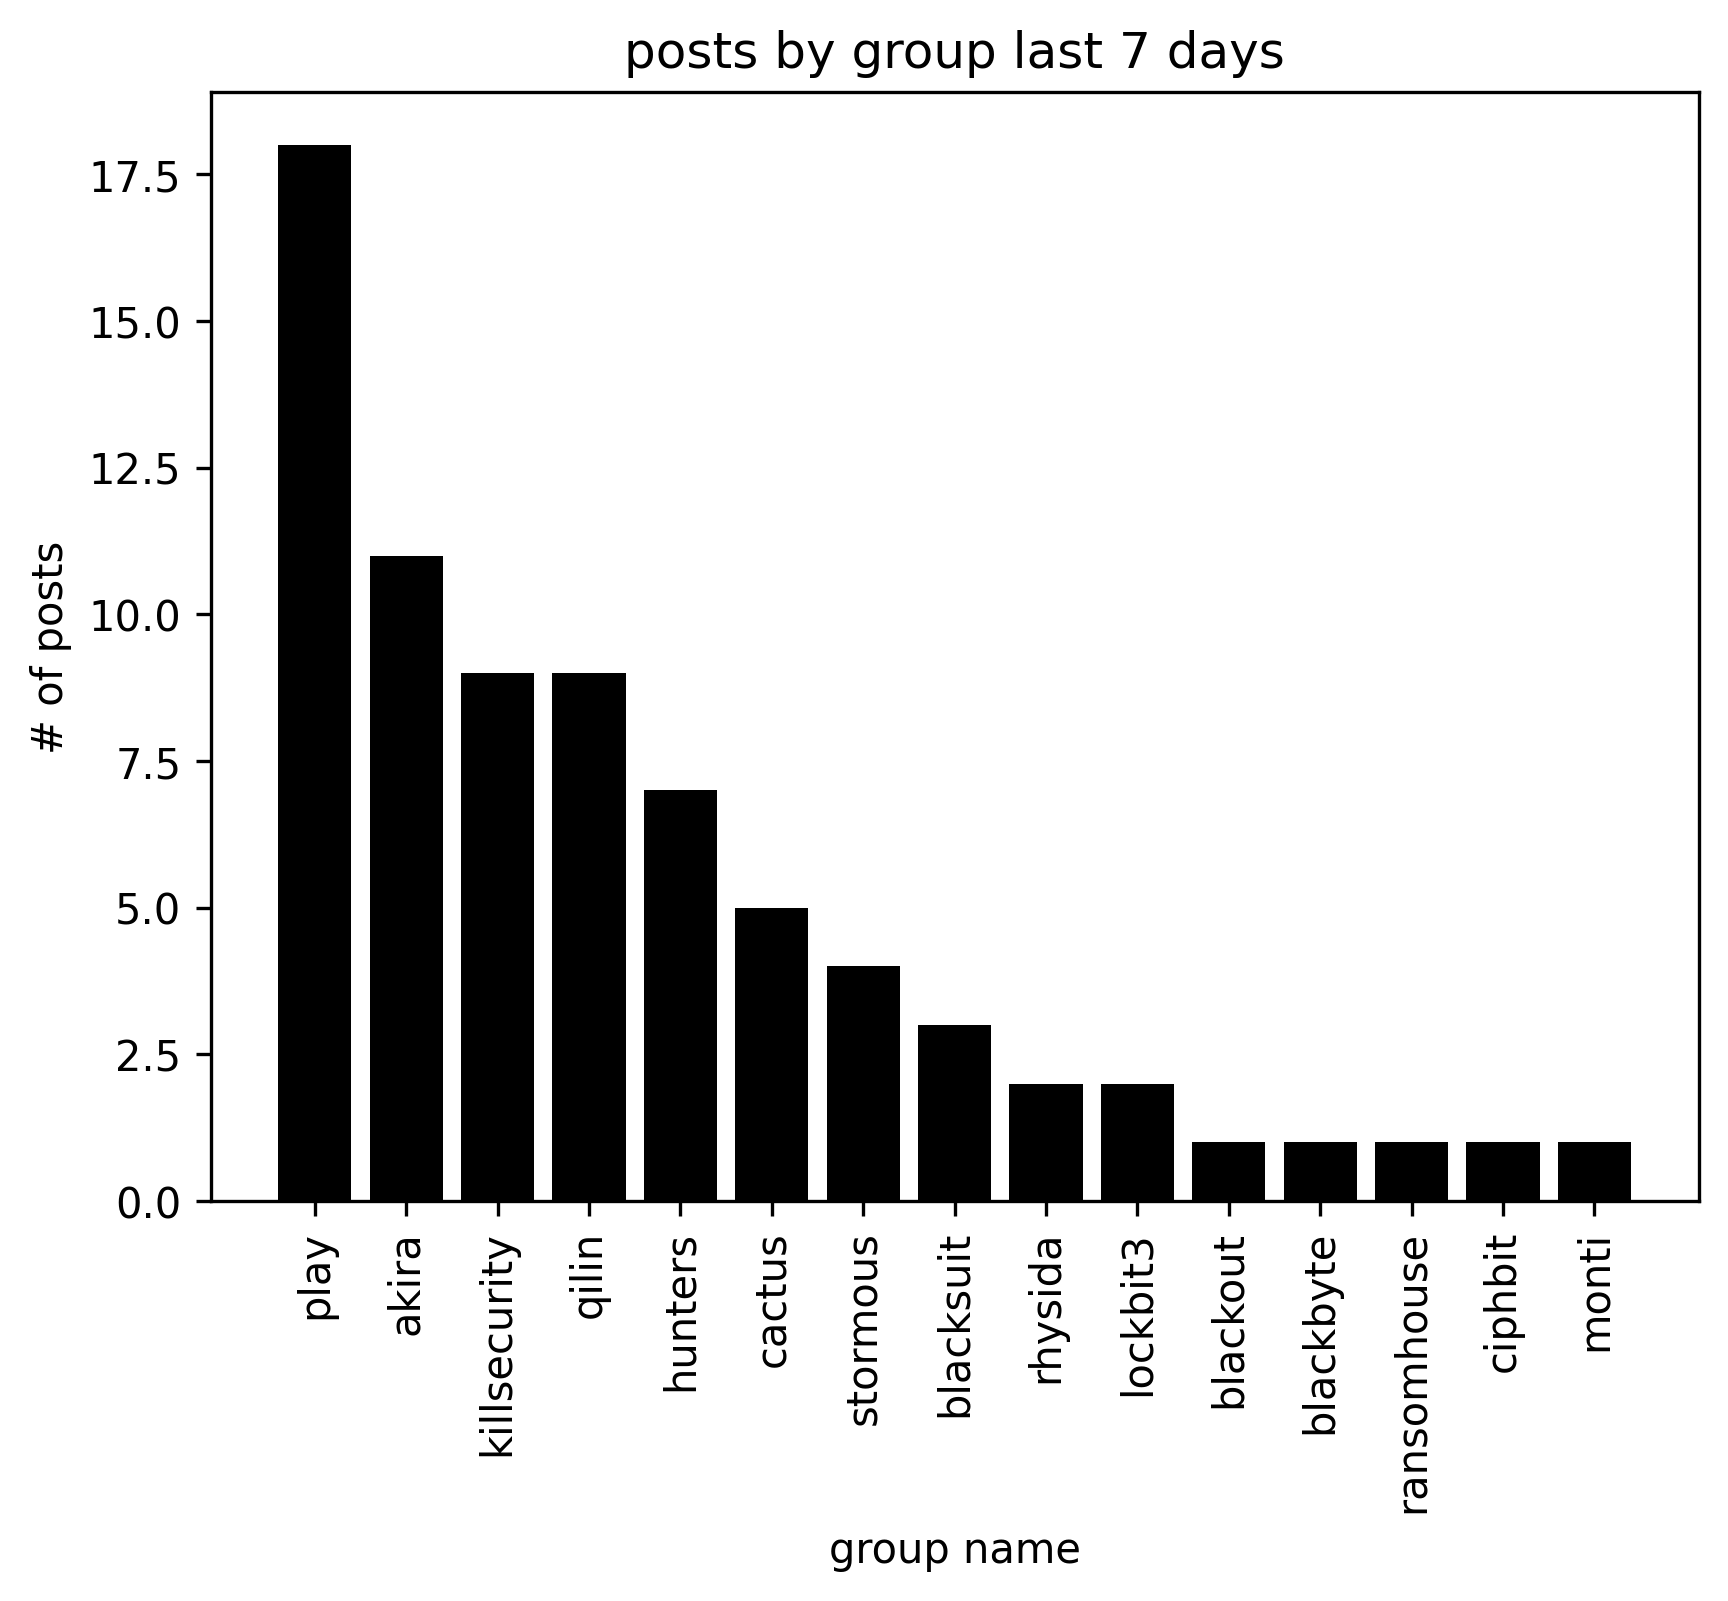 posts by group last 7 days
# of posts
17.5
15.0
12.5
10.0
7.5
5.0
2.5
0.0
play
akira
killsecurity
qilin
hunters
cactus
stormous
blacksuit
rhysida
lockbit3
blackout
blackbyte
ransomhouse
ciphbit
monti
group name